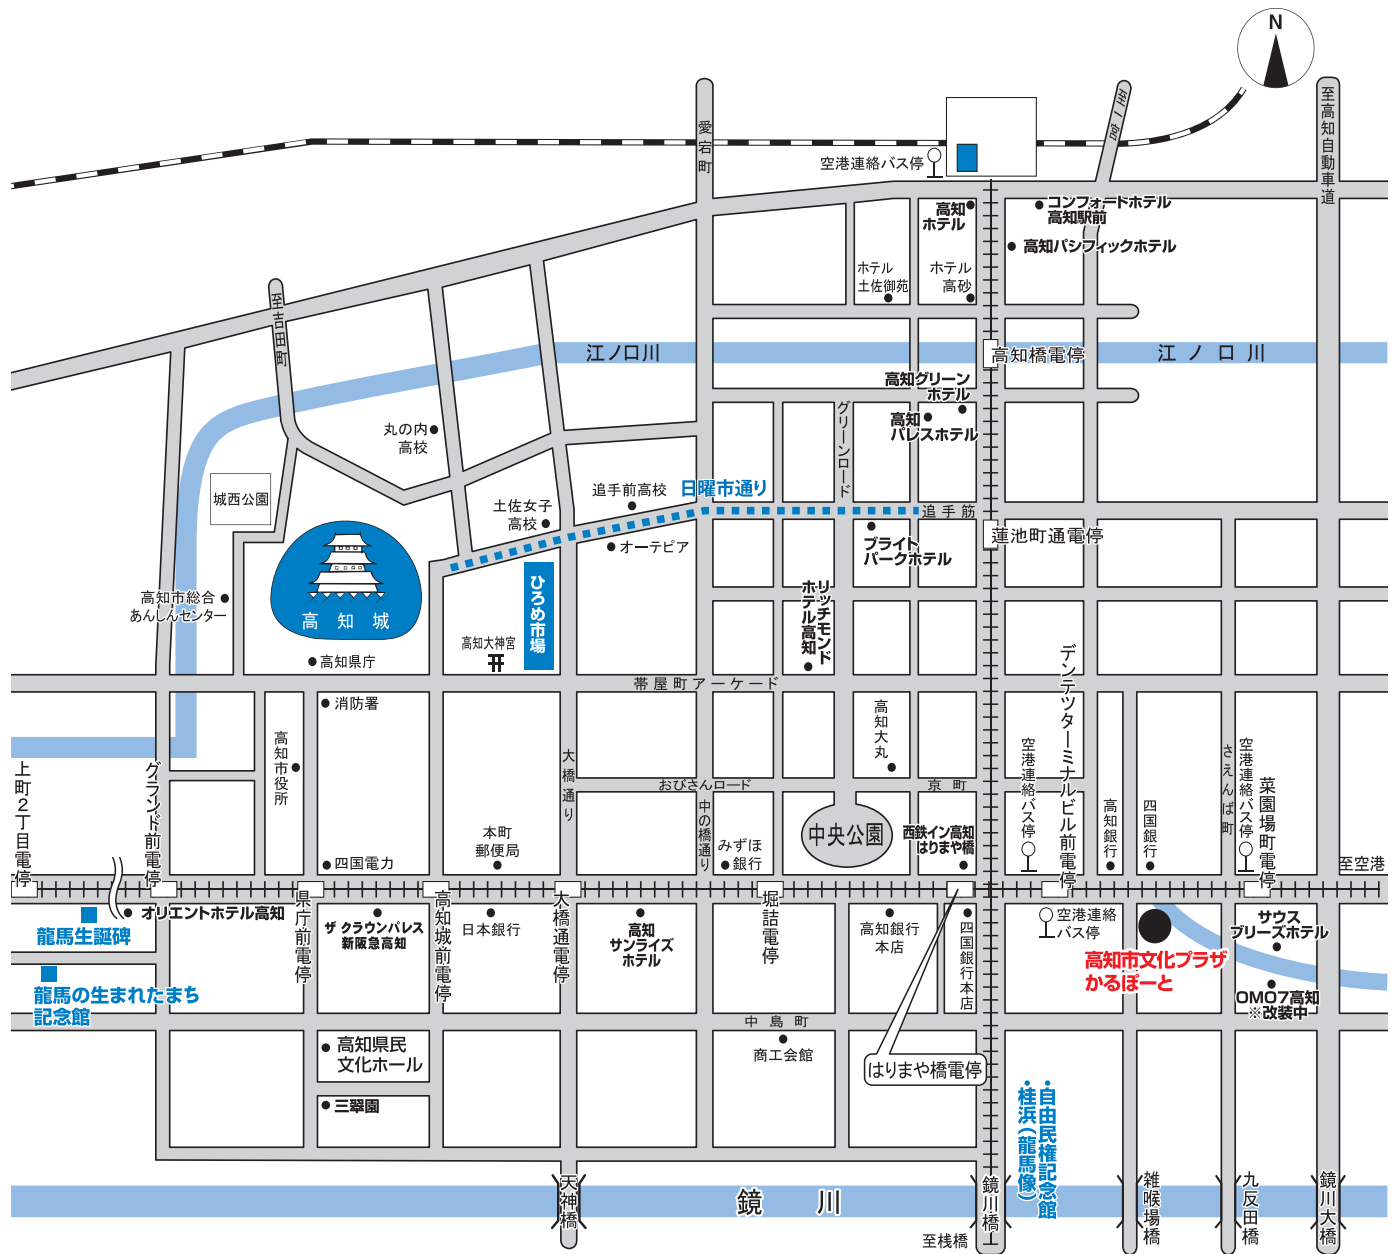 N
至一宮
至高知自動車道
愛宕町
空港連絡バス停
高知
ホテル
コンフォートホテル
高知駅前
高知パシフィックホテル
ホテル
土佐御苑
ホテル
高砂
至吉田町
江ノ口川
高知橋電停
江ノ口川
高知グリーン
ホテル
高知
パレスホテル
グリーンロード
丸の内
高校
城西公園
追手前高校
日曜市通り
土佐女子
高校
追手筋
蓮池町通電停
オーテピア
ブライト
パークホテル
ひろめ市場
リッチモンド
ホテル高知
高知市総合
あんしんセンター
高知城
高知県庁
高知大神宮
帯屋町アーケード
デンテツターミナルビル前電停
消防署
高知市役所
高知大丸
大橋通り
空港連絡バス停
さえんば町
空港連絡バス停
菜園場町電停
上町2丁目電停
グランド前電停
おびさんロード
京町
中の橋通り
中央公園
高知銀行
四国銀行
本町
郵便局
みずほ
銀行
西鉄イン高知
はりまや橋
四国電力
至空港
オリエントホテル高知
龍馬生誕碑
県庁前電停
ザ クラウンパレス
新阪急高知
高知城前電停
日本銀行
大橋通電停
高知
サンライズ
ホテル
堀詰電停
高知銀行
本店
四国銀行本店
空港連絡
バス停
サウス
ブリーズホテル
高知市文化プラザ
かるぽーと
龍馬の生まれたまち
記念館
OMO7高知
※改装中
中島町
商工会館
高知県民
文化ホール
はりまや橋電停
三翠園
・自由民権記念館
・桂浜(龍馬像)
天神橋
鏡川
鏡川橋
雑喉場橋
九反田橋
鏡川大橋
至桟橋